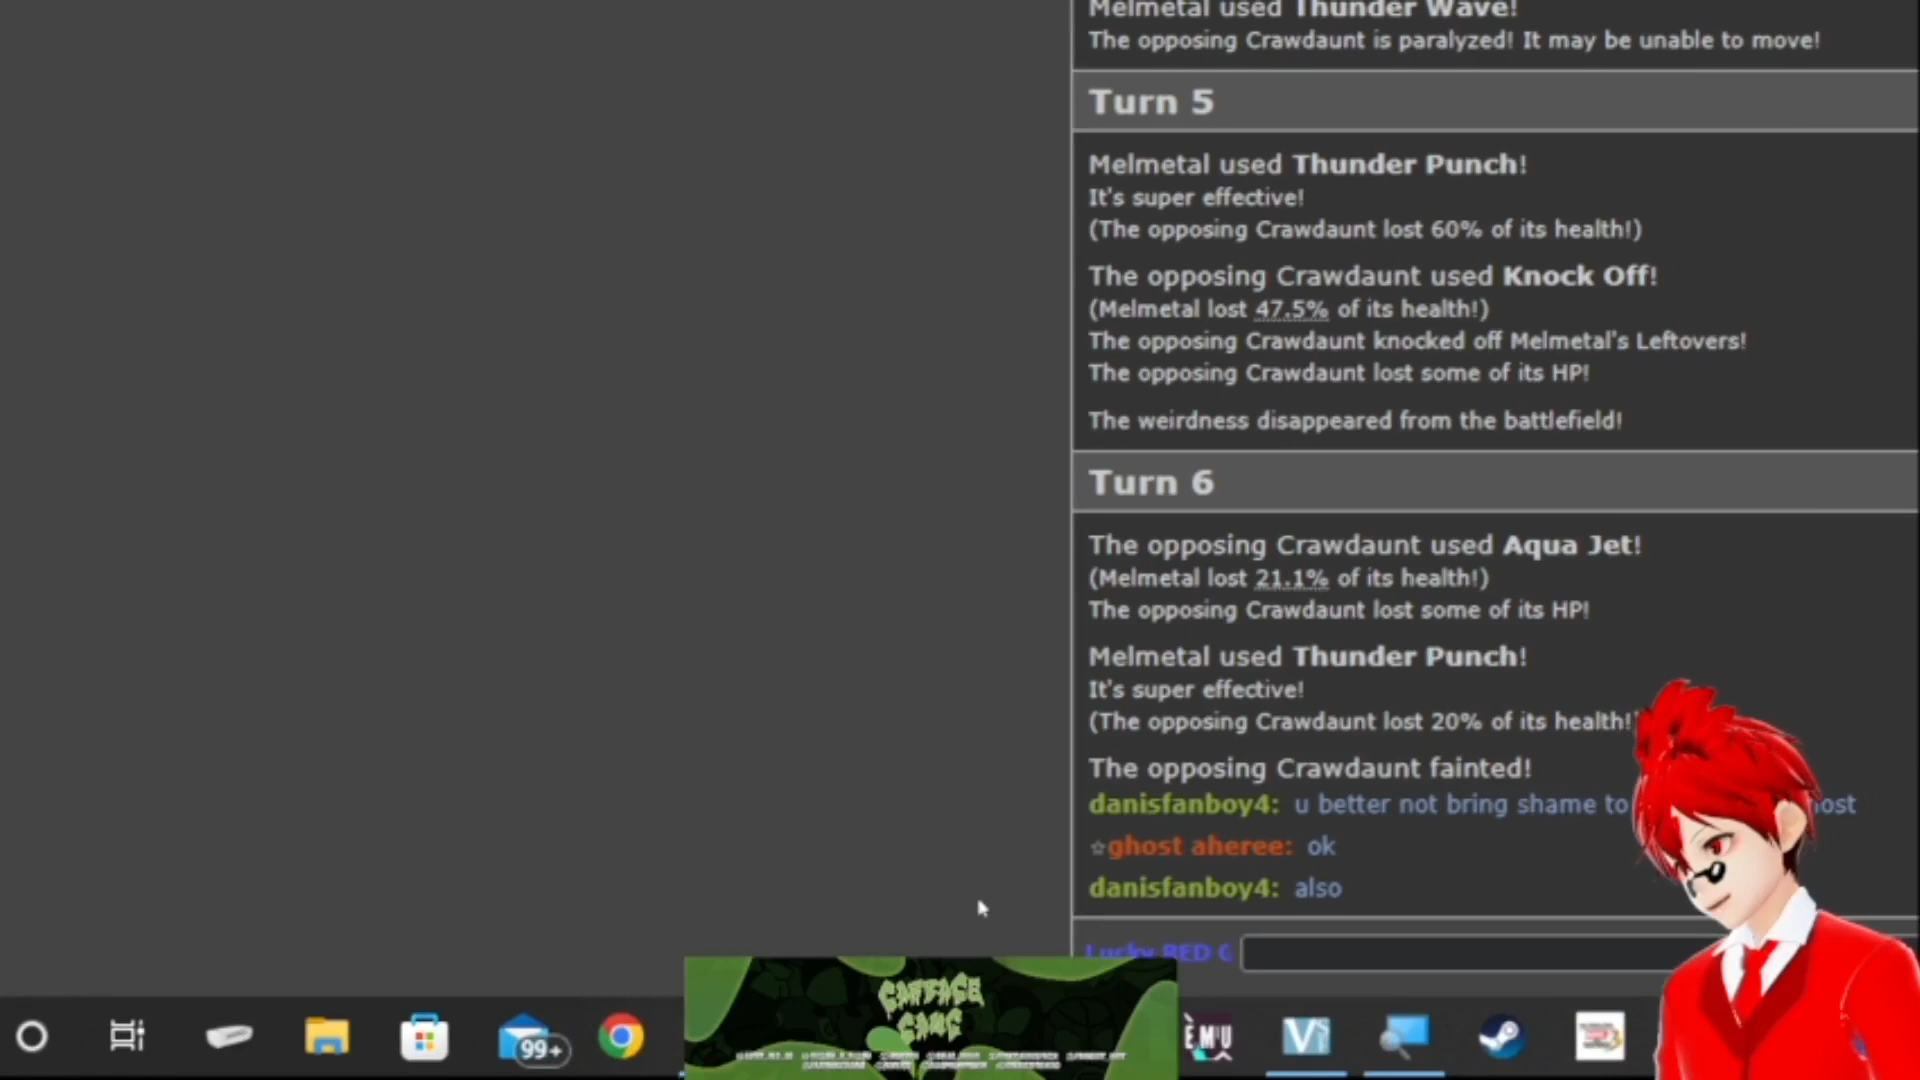 Melmetal used Thunder Wave!
The opposing Crawdaunt is paralyzed! It may be unable to move!
Turn 5
Melmetal used Thunder Punch!
It's super effective!
(The opposing Crawdaunt lost 60% of its health!)
The opposing Crawdaunt used Knock Off!
(Melmetal lost 47.5% of its health!)
The opposing Crawdaunt knocked off Melmetal's Leftovers!
The opposing Crawdaunt lost some of its HP!
The weirdness disappeared from the battlefield!
Turn 6
The opposing Crawdaunt used Aqua Jet!
(Melmetal lost 21.1% of its health!)
The opposing Crawdaunt lost some of its HP!
Melmetal used Thunder Punch!
It's super effective!
(The opposing Crawdaunt lost 20% of its health!)
The opposing Crawdaunt fainted!
danisfanboy4: u better not bring shame to
☆ghost aheree: ok
danisfanboy4: also
Lucky RED
99+